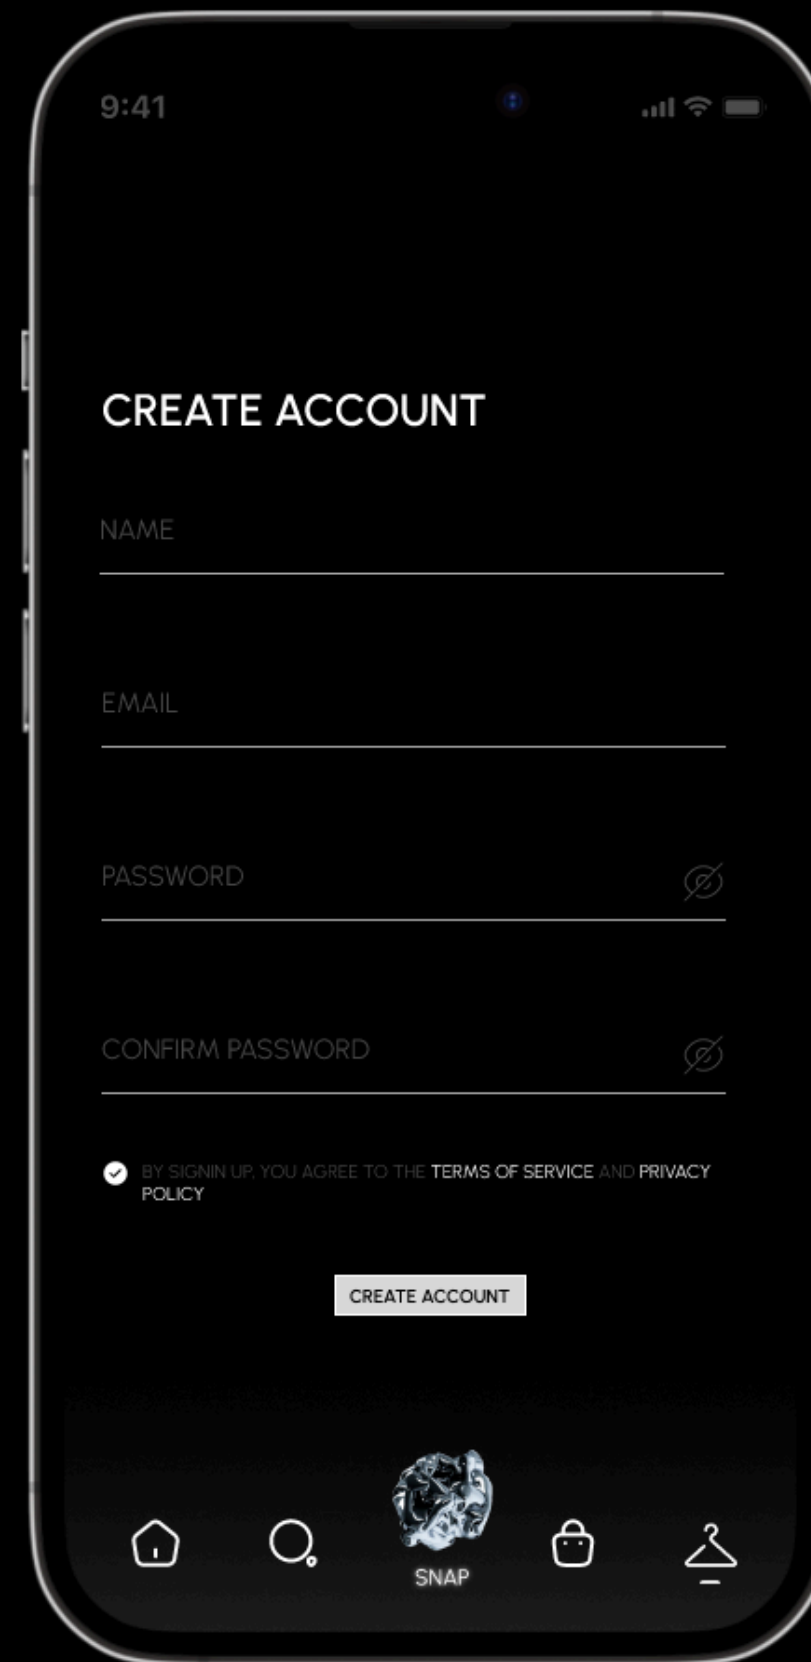 9:41
CREATE ACCOUNT
NAME
EMAIL
PASSWORD
CONFIRM PASSWORD
BY SIGNIN UP, YOU AGREE TO THE TERMS OF SERVICE AND PRIVACY
POLICY
CREATE ACCOUNT
SNAP